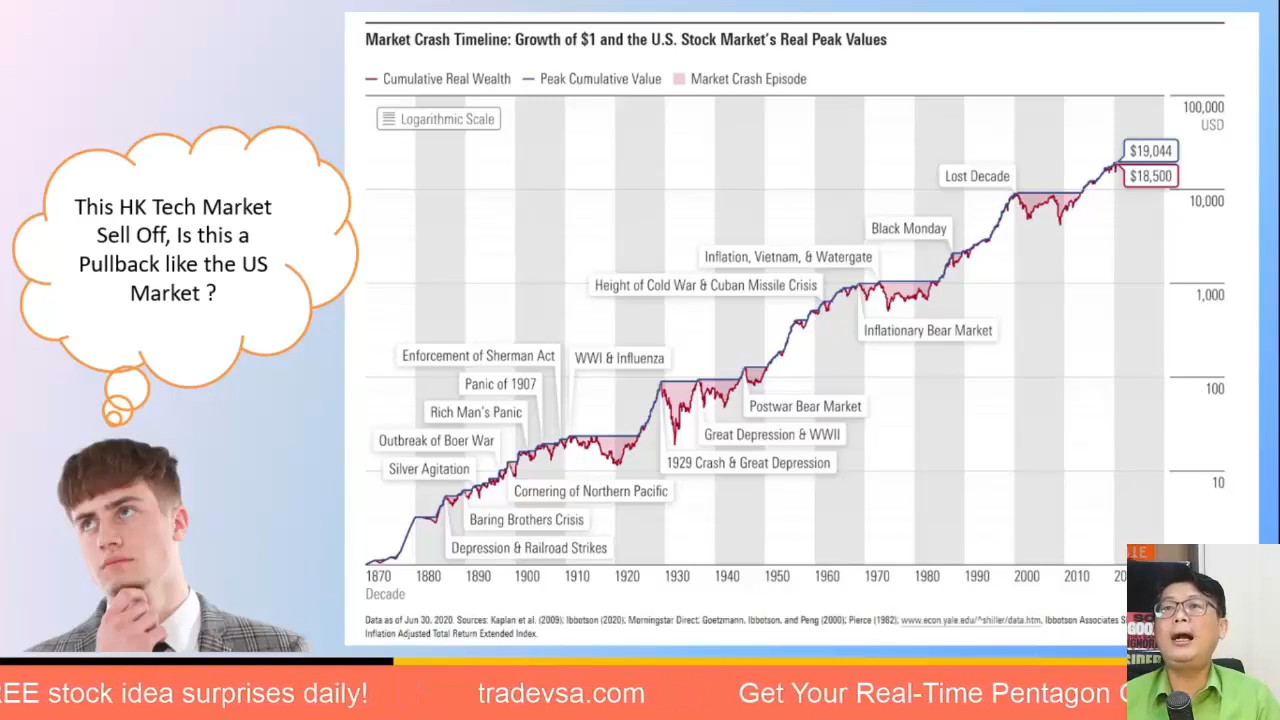 This HK Tech Market
Sell Off, Is this a
Pullback like the US
Market ?
Market Crash Timeline: Growth of $1 and the U.S. Stock Market's Real Peak Values
Cumulative Real Wealth
Peak Cumulative Value
Market Crash Episode
Logarithmic Scale
100,000
USD
$19,044
$18,500
Lost Decade
10,000
Black Monday
Inflation, Vietnam, & Watergate
Height of Cold War & Cuban Missile Crisis
1,000
Inflationary Bear Market
Enforcement of Sherman Act
WWI & Influenza
Panic of 1907
100
Rich Man's Panic
Postwar Bear Market
Outbreak of Boer War
Great Depression & WWII
Silver Agitation
1929 Crash & Great Depression
10
Cornering of Northern Pacific
Baring Brothers Crisis
Depression & Railroad Strikes
1870 1880 1890 1900 1910 1920 1930 1940 1950 1960 1970 1980 1990 2000 2010
Decade
Data as of Jun 30, 2020. Sources: Kaplan et al. (2009); Ibbotson (2020); Morningstar Direct; Goetzmann, Ibbotson, and Peng (2000); Pierce (1982); www.econ.yale.edu/~shiller/data.htm, Ibbotson Associates S
Inflation Adjusted Total Return Extended Index.
REE stock idea surprises daily!
tradevsa.com
Get Your Real-Time Pentagon